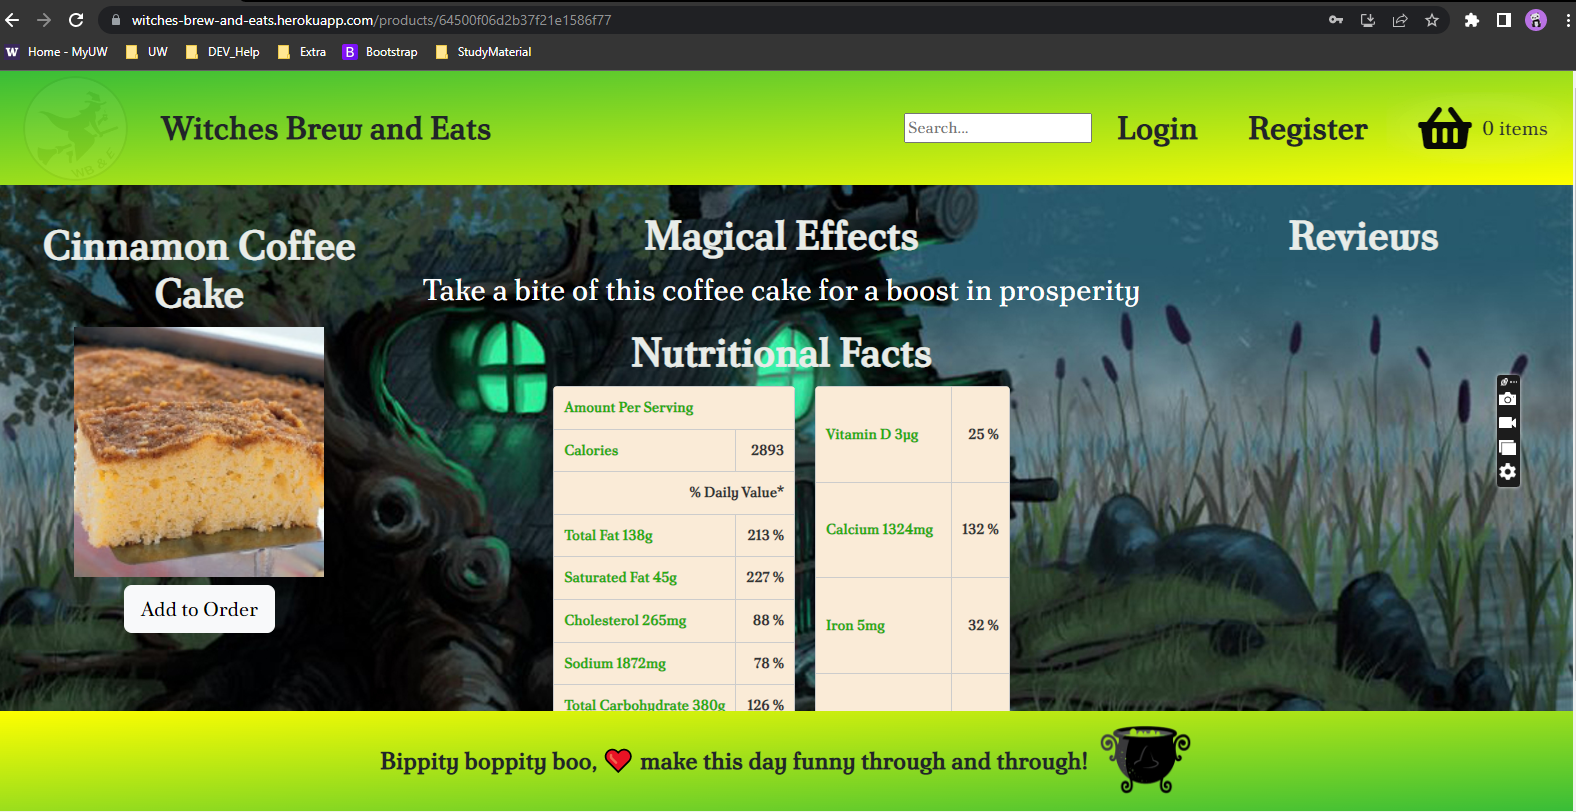 witches-brew-and-eats.herokuapp.com/products/64500f06d2b37f21e1586f77
W Home - MyUW UW DEV_Help Extra B Bootstrap StudyMaterial
WB & E
Witches Brew and Eats
Search...
Login
Register
0 items
Cinnamon Coffee
Cake
Add to Order
Magical Effects
Take a bite of this coffee cake for a boost in prosperity
Nutritional Facts
Amount Per Serving
Calories 2893
% Daily Value*
Total Fat 138g 213 %
Saturated Fat 45g 227 %
Cholesterol 265mg 88 %
Sodium 1872mg 78 %
Total Carbohydrate 380g 126 %
Vitamin D 3µg 25 %
Calcium 1324mg 132 %
Iron 5mg 32 %
Reviews
Bippity boppity boo, ❤️ make this day funny through and through!